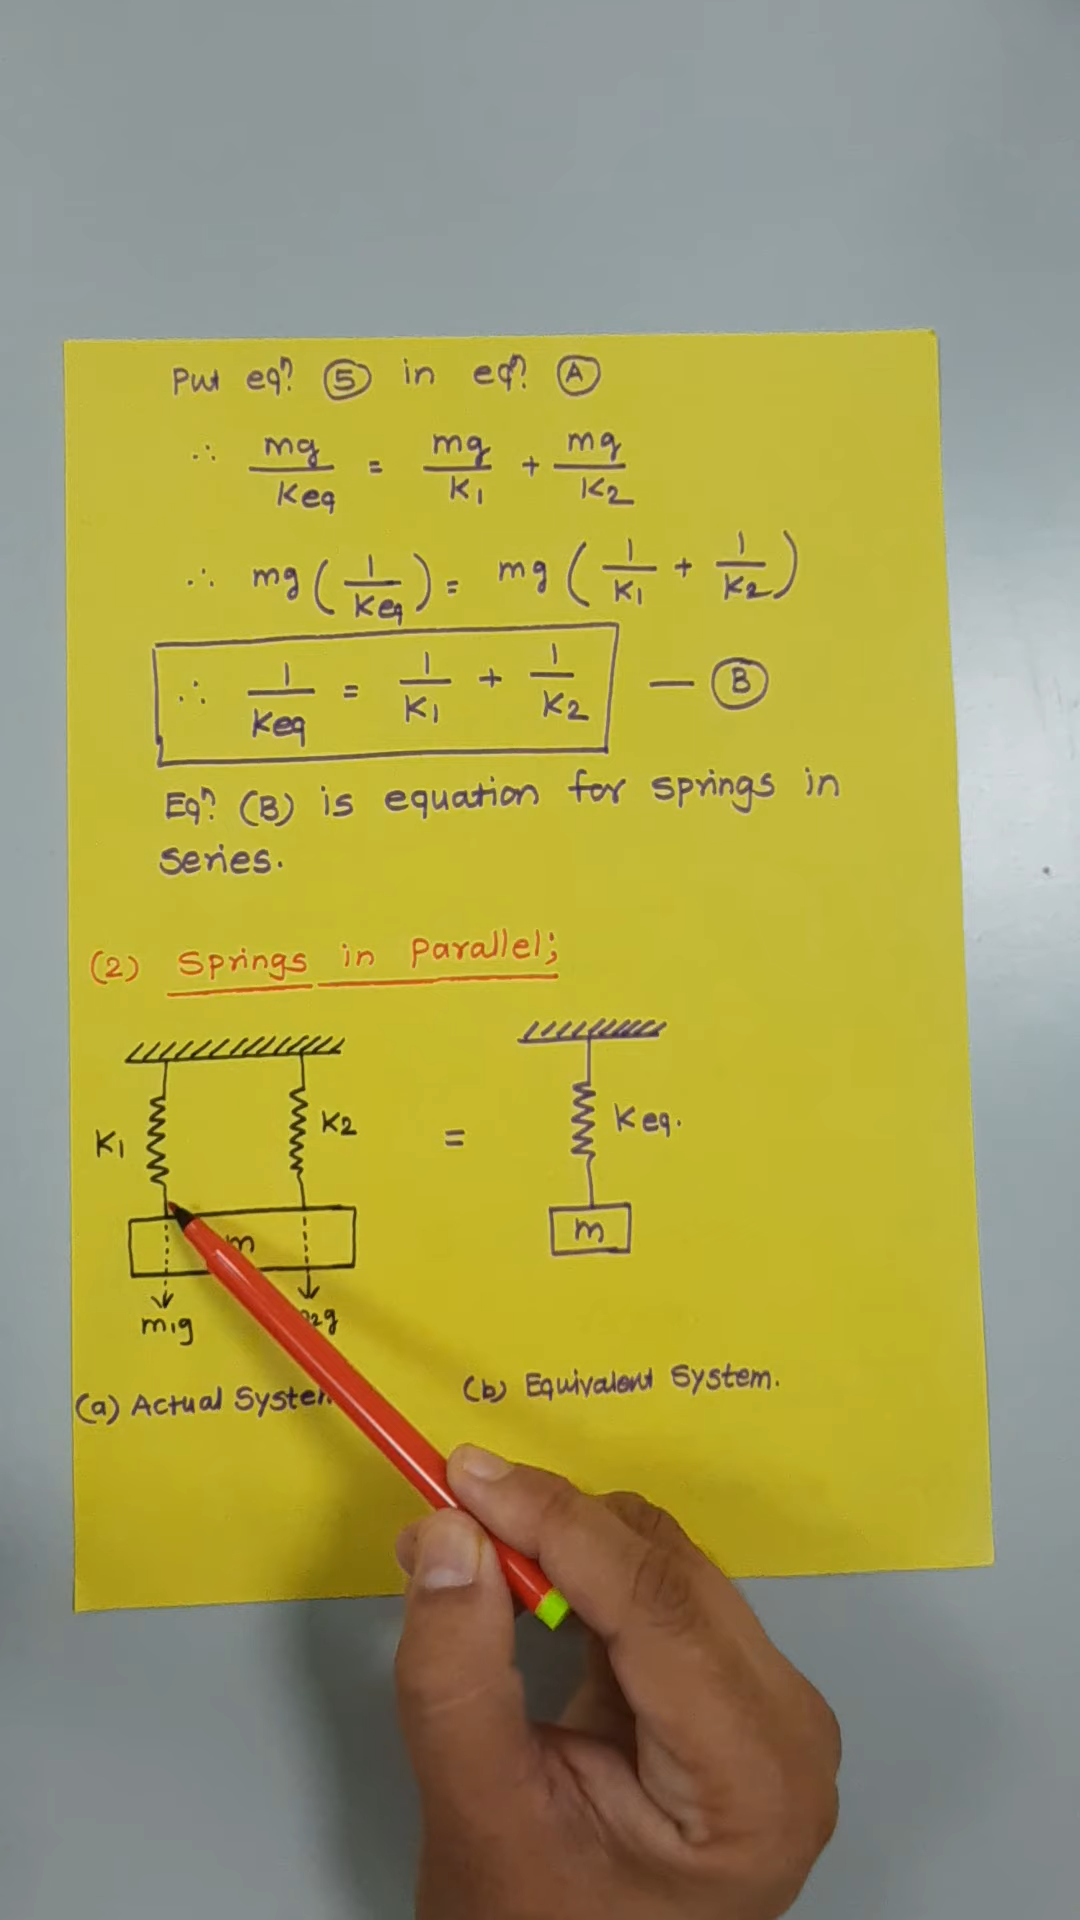 Put eqⁿ. ⑤ in eqⁿ. Ⓐ
∴ mg/Keq = mg/K1 + mg/K2
∴ mg (1/Keq) = mg (1/K1 + 1/K2)
∴ 1/Keq = 1/K1 + 1/K2 — Ⓑ
Eqⁿ. (B) is equation for springs in
series.
(2) Springs in Parallel;
K1 K2 = Keq.
m m
m1g 2g
(a) Actual System (b) Equivalent System.